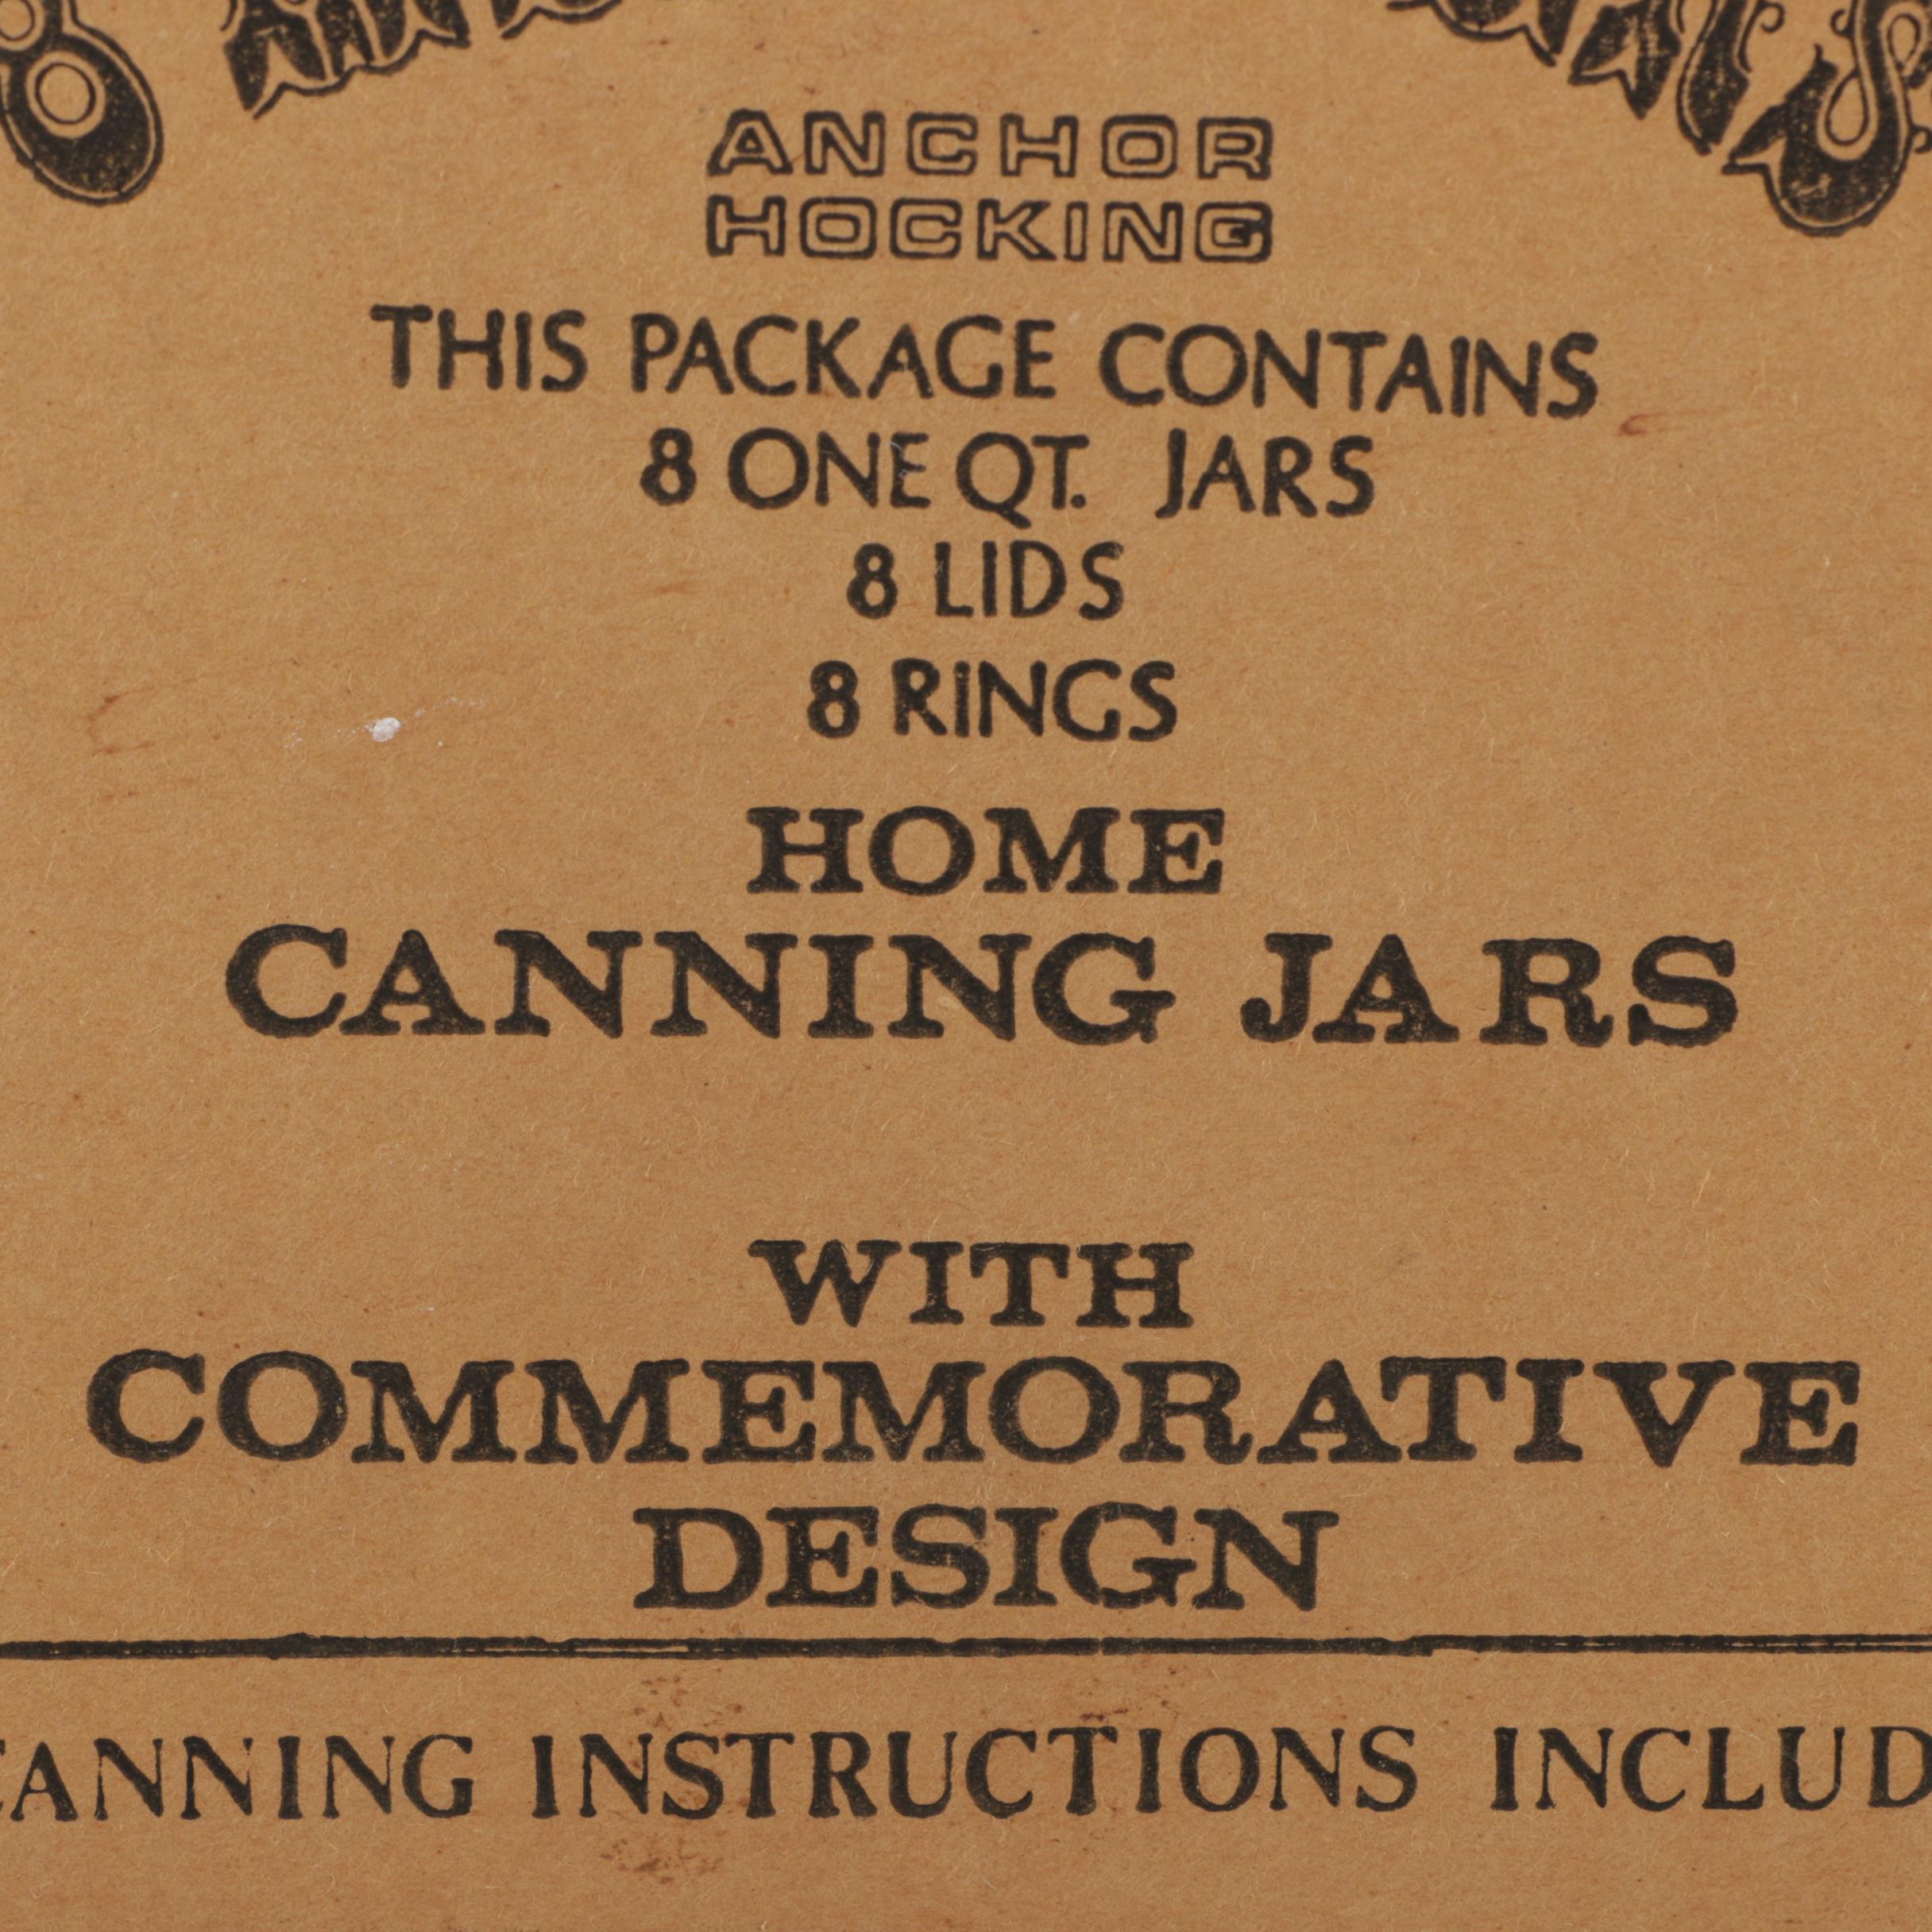 ANCHOR
HOCKING
THIS PACKAGE CONTAINS
8 ONE QT. JARS
8 LIDS
8 RINGS
HOME
CANNING JARS
WITH
COMMEMORATIVE
DESIGN
CANNING INSTRUCTIONS INCLUD